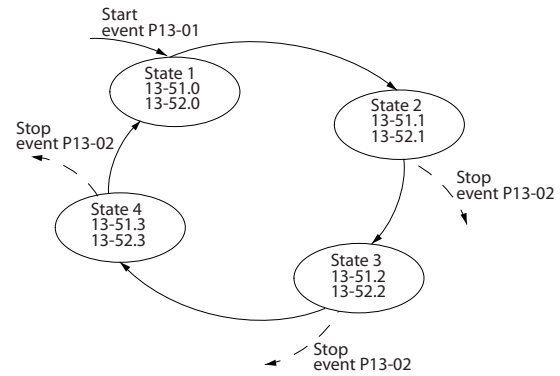 Start
event P13-01
State 1
13-51.0
13-52.0
State 2
13-51.1
13-52.1
Stop
event P13-02
Stop
event P13-02
State 4
13-51.3
13-52.3
State 3
13-51.2
13-52.2
Stop
event P13-02